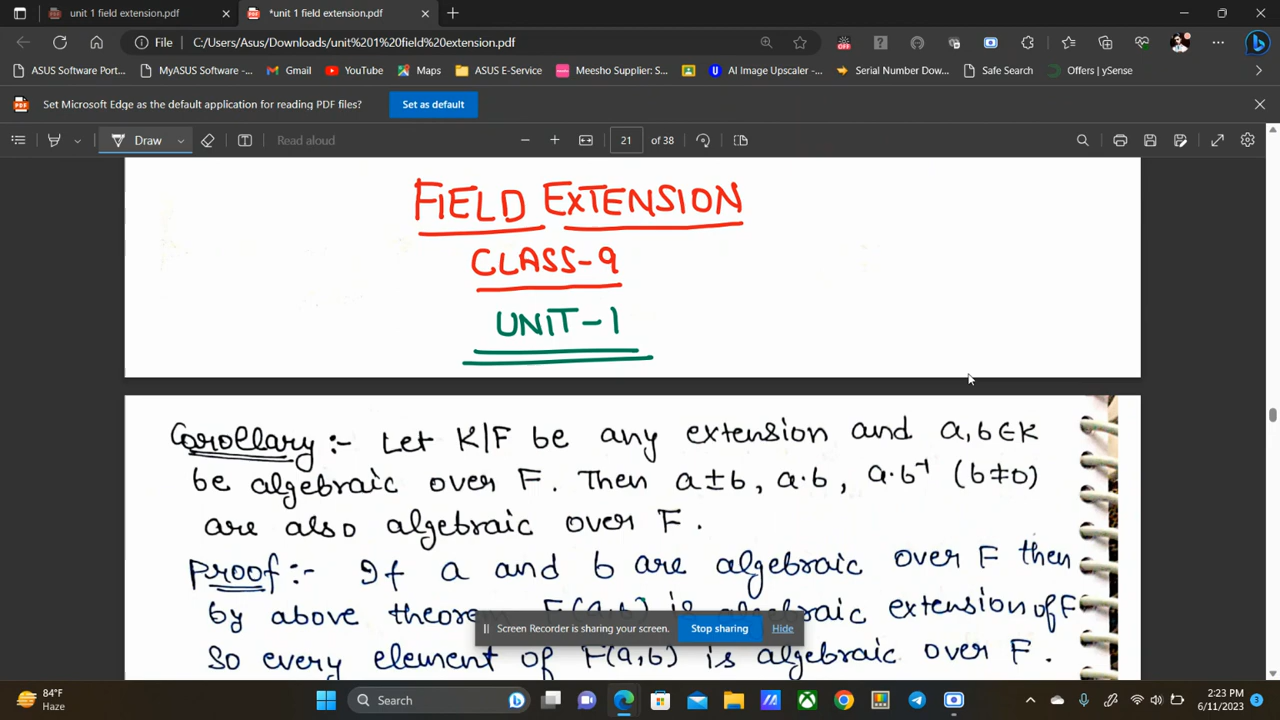 unit 1 field extension.pdf
*unit 1 field extension.pdf
File C:/Users/Asus/Downloads/unit%201%20field%20extension.pdf
ASUS Software Port... MyASUS Software -... Gmail YouTube Maps ASUS E-Service Meesho Supplier: S... AI Image Upscaler -... Serial Number Dow... Safe Search Offers | ySense
Set Microsoft Edge as the default application for reading PDF files? Set as default
Draw Read aloud 21 of 38
FIELD EXTENSION
CLASS-9
UNIT-1
Corollary :- Let K|F be any extension and a, b ∈ K
be algebraic over F. Then a±b, a·b, a·b⁻¹ (b≠0)
are also algebraic over F.
Proof :- If a and b are algebraic over F then
by above theorem F(a,b) is algebraic extension of F
Screen Recorder is sharing your screen. Stop sharing Hide
So every element of F(a,b) is algebraic over F.
84°F
Haze
Search
2:23 PM
6/11/2023
3